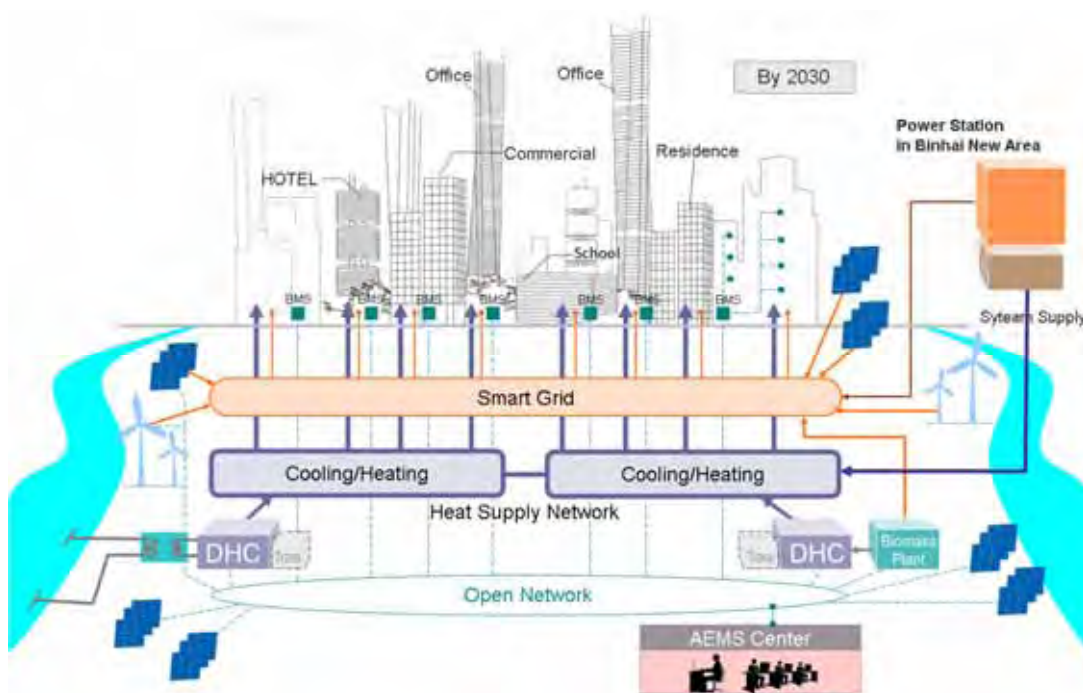 Office
Office
By 2030
Power Station
in Binhai New Area
Commercial
Residence
HOTEL
School
BMS
BMS
BMS
BMS
BMS
BMS
BMS
Syteam Supply
Smart Grid
Cooling/Heating
Cooling/Heating
Heat Supply Network
DHC
DHC
Biomass
Plant
Open Network
AEMS Center